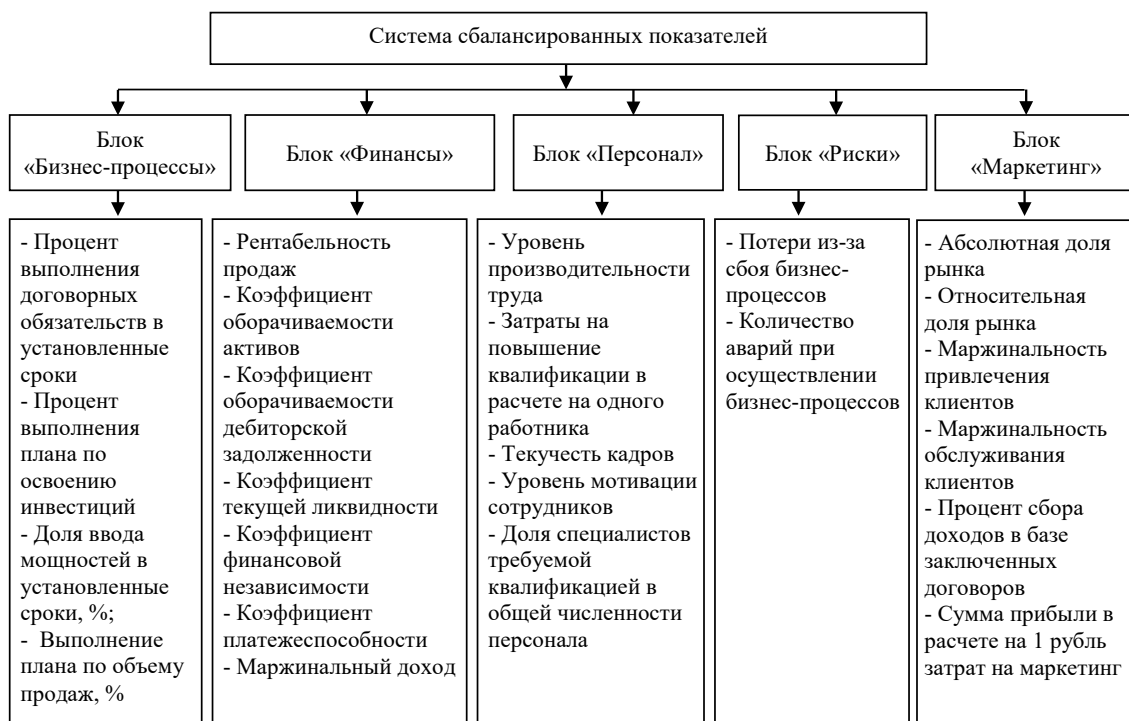 Система сбалансированных показателей
Блок
«Бизнес-процессы»
Блок «Финансы»
Блок «Персонал»
Блок «Риски»
Блок
«Маркетинг»
- Процент
выполнения
договорных
обязательств в
установленные
сроки
- Процент
выполнения
плана по
освоению
инвестиций
- Доля ввода
мощностей в
установленные
сроки, %;
- Выполнение
плана по объему
продаж, %
- Рентабельность
продаж
- Коэффициент
оборачиваемости
активов
- Коэффициент
оборачиваемости
дебиторской
задолженности
- Коэффициент
текущей ликвидности
- Коэффициент
финансовой
независимости
- Коэффициент
платежеспособности
- Маржинальный доход
- Уровень
производительности
труда
- Затраты на
повышение
квалификации в
расчете на одного
работника
- Текучесть кадров
- Уровень мотивации
сотрудников
- Доля специалистов
требуемой
квалификацией в
общей численности
персонала
- Потери из-за
сбоя бизнес-
процессов
- Количество
аварий при
осуществлении
бизнес-процессов
- Абсолютная доля
рынка
- Относительная
доля рынка
- Маржинальность
привлечения
клиентов
- Маржинальность
обслуживания
клиентов
- Процент сбора
доходов в базе
заключенных
договоров
- Сумма прибыли в
расчете на 1 рубль
затрат на маркетинг